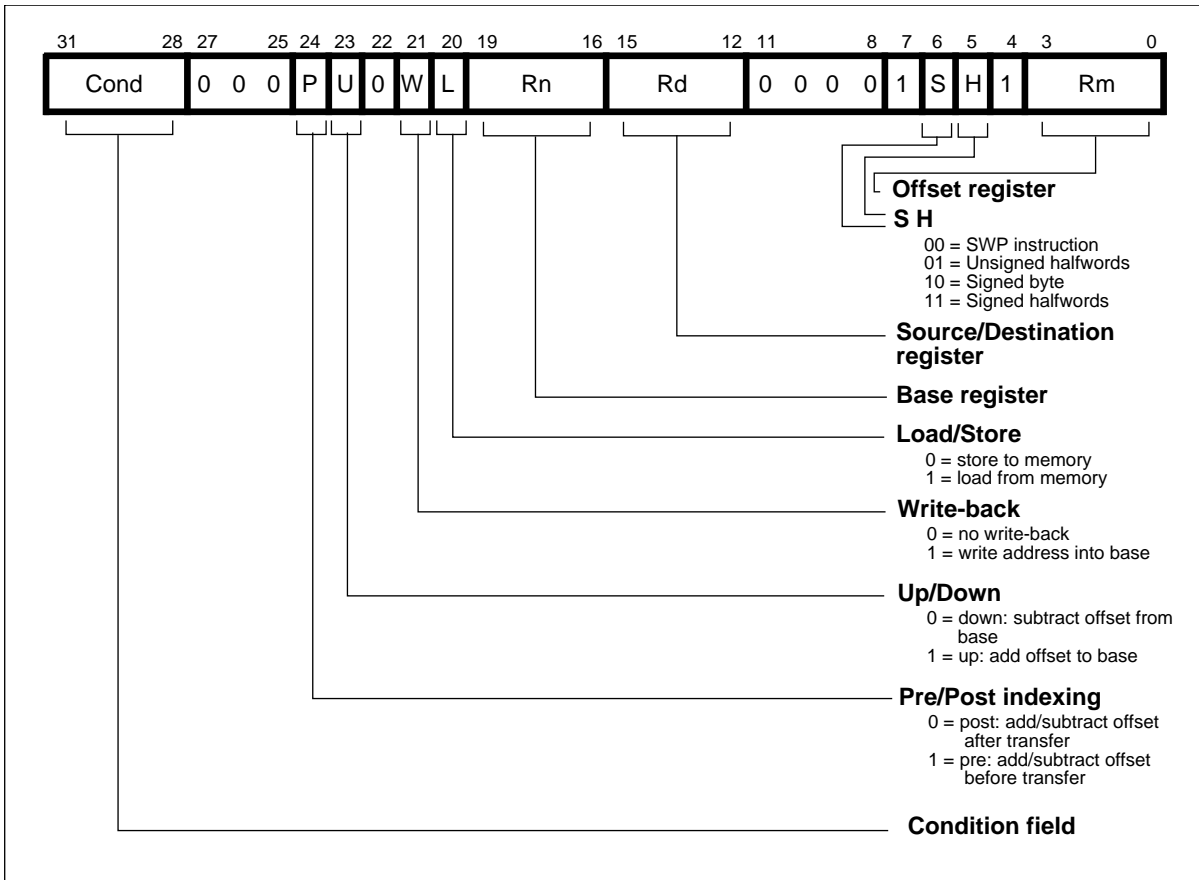 31 28 27 25 24 23 22 21 20 19 16 15 12 11 8 7 6 5 4 3 0
Cond 0 0 0 P U 0 W L Rn Rd 0 0 0 0 1 S H 1 Rm
Offset register
S H
00 = SWP instruction
01 = Unsigned halfwords
10 = Signed byte
11 = Signed halfwords
Source/Destination
register
Base register
Load/Store
0 = store to memory
1 = load from memory
Write-back
0 = no write-back
1 = write address into base
Up/Down
0 = down: subtract offset from
base
1 = up: add offset to base
Pre/Post indexing
0 = post: add/subtract offset
after transfer
1 = pre: add/subtract offset
before transfer
Condition field